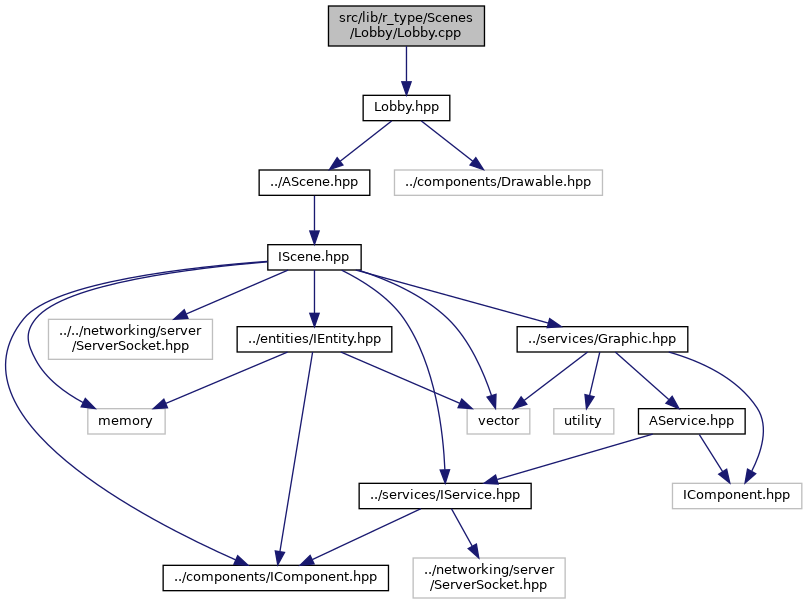 src/lib/r_type/Scenes
/Lobby/Lobby.cpp
Lobby.hpp
../AScene.hpp
../components/Drawable.hpp
IScene.hpp
../../networking/server
/ServerSocket.hpp
../entities/IEntity.hpp
../services/Graphic.hpp
memory
vector
utility
AService.hpp
../services/IService.hpp
IComponent.hpp
../components/IComponent.hpp
../networking/server
/ServerSocket.hpp